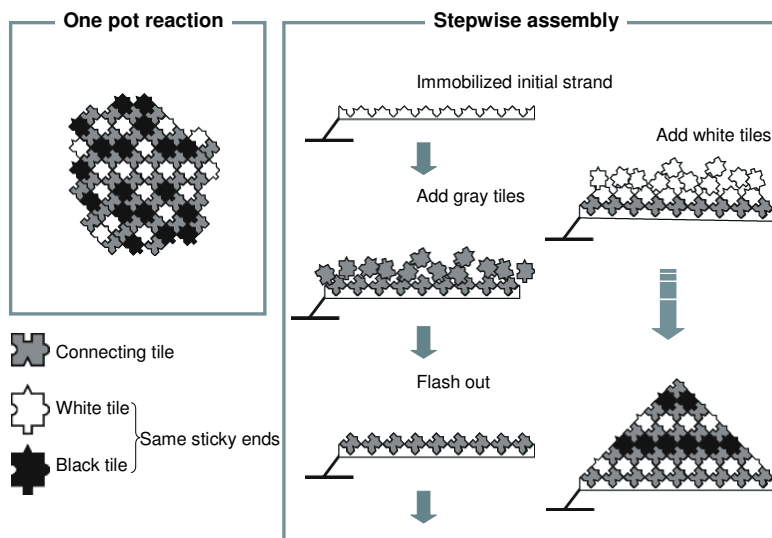 One pot reaction
Connecting tile
White tile
Black tile
Same sticky ends
Stepwise assembly
Immobilized initial strand
Add gray tiles
Flash out
Add white tiles